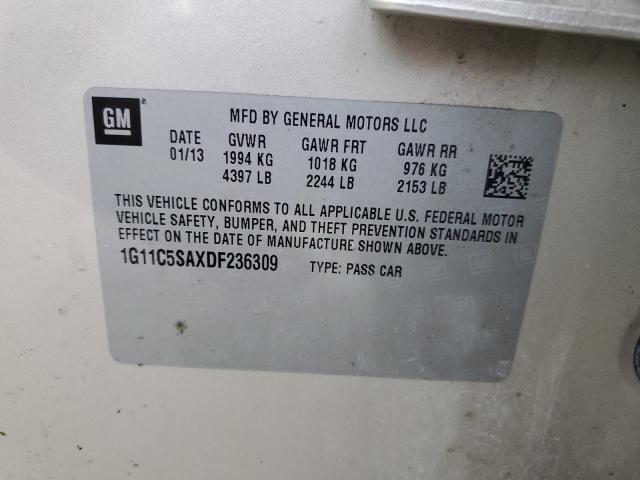 GM
MFD BY GENERAL MOTORS LLC
DATE GVWR GAWR FRT GAWR RR
01/13 1994 KG 1018 KG 976 KG
4397 LB 2244 LB 2153 LB
THIS VEHICLE CONFORMS TO ALL APPLICABLE U.S. FEDERAL MOTOR
VEHICLE SAFETY, BUMPER, AND THEFT PREVENTION STANDARDS IN
EFFECT ON THE DATE OF MANUFACTURE SHOWN ABOVE.
1G11C5SAXDF236309 TYPE: PASS CAR